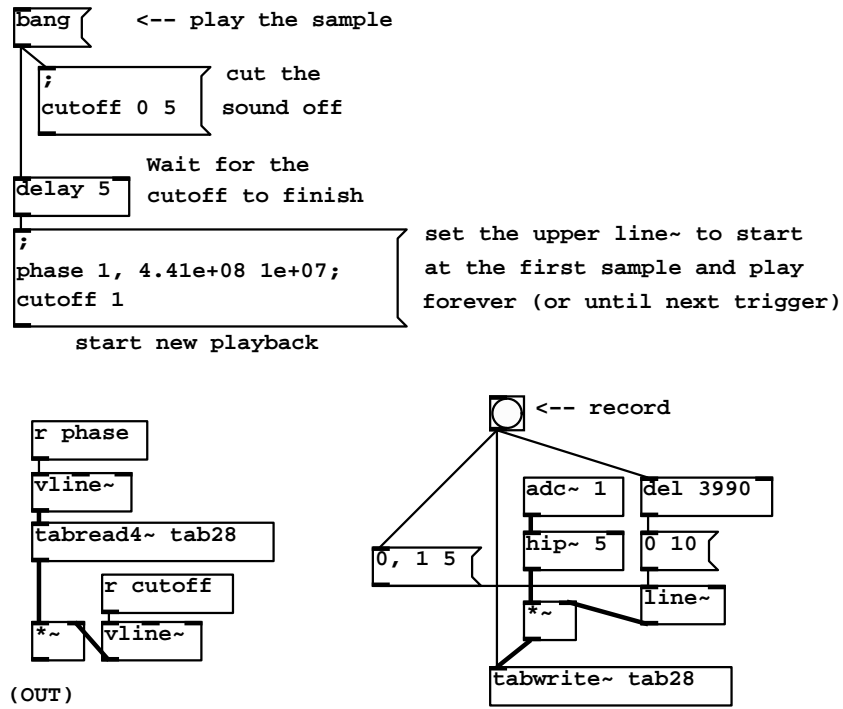 bang <-- play the sample
; cut the
cutoff 0 5 sound off
Wait for the
delay 5 cutoff to finish
; set the upper line~ to start
phase 1, 4.41e+08 1e+07; at the first sample and play
cutoff 1 forever (or until next trigger)
start new playback
<-- record
r phase
vline~ adc~ 1 del 3990
tabread4~ tab28 hip~ 5 0 10
0, 1 5
r cutoff line~
*~
*~ vline~
tabwrite~ tab28
(OUT)